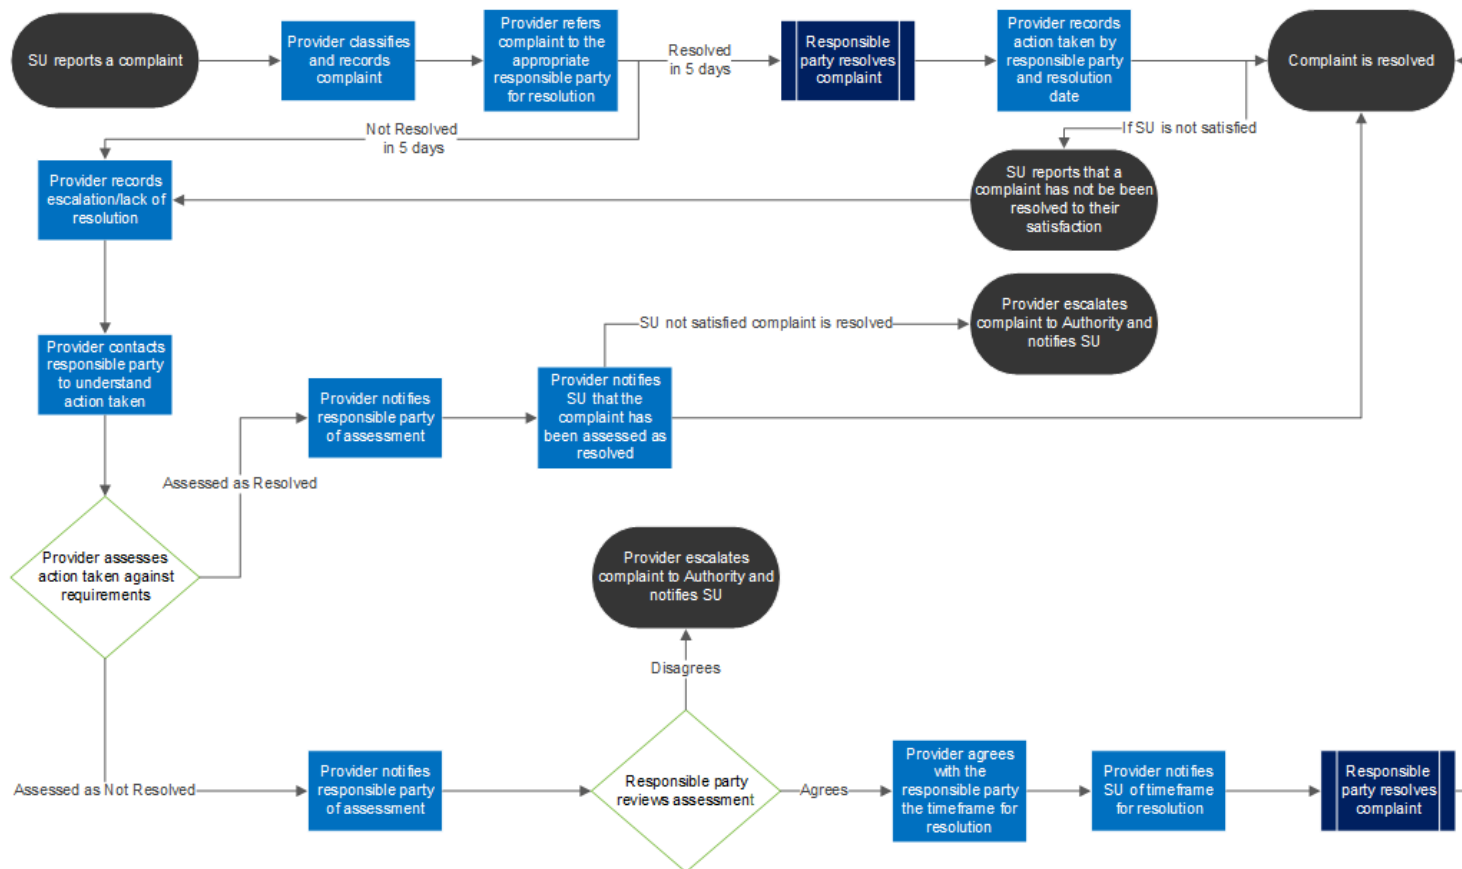 SU reports a complaint
Provider classifies
and records
complaint
Provider refers
complaint to the
appropriate
responsible party
for resolution
Resolved
in 5 days
Responsible
party resolves
complaint
Provider records
action taken by
responsible party
and resolution
date
Complaint is resolved
Not Resolved
in 5 days
If SU is not satisfied
Provider records
escalation/lack of
resolution
SU reports that a
complaint has not be been
resolved to their
satisfaction
Provider escalates
complaint to Authority and
notifies SU
SU not satisfied complaint is resolved
Provider contacts
responsible party
to understand
action taken
Provider notifies
responsible party
of assessment
Provider notifies
SU that the
complaint has
been assessed as
resolved
Assessed as Resolved
Provider assesses
action taken against
requirements
Provider escalates
complaint to Authority and
notifies SU
Disagrees
Assessed as Not Resolved
Provider notifies
responsible party
of assessment
Responsible party
reviews assessment
Agrees
Provider agrees
with the
responsible party
the timeframe for
resolution
Provider notifies
SU of timeframe
for resolution
Responsible
party resolves
complaint